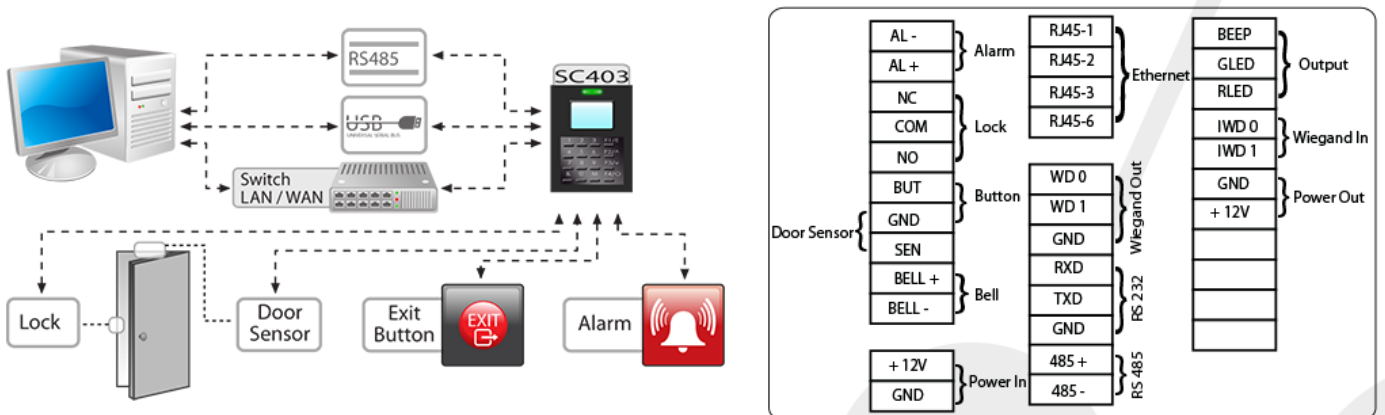 RS485
SC403
USB
UNIVERSAL SERIAL BUS
Switch
LAN / WAN
Lock
Door
Sensor
Exit
Button
EXIT
Alarm
AL -
AL +
Alarm
NC
COM
NO
Lock
BUT
Button
GND
SEN
Door Sensor
BELL +
BELL -
Bell
+ 12V
GND
Power In
RJ45-1
RJ45-2
RJ45-3
RJ45-6
Ethernet
WD 0
WD 1
GND
Wiegand Out
RXD
TXD
GND
RS 232
485 +
485 -
RS 485
BEEP
GLED
RLED
Output
IWD 0
IWD 1
Wiegand In
GND
+ 12V
Power Out